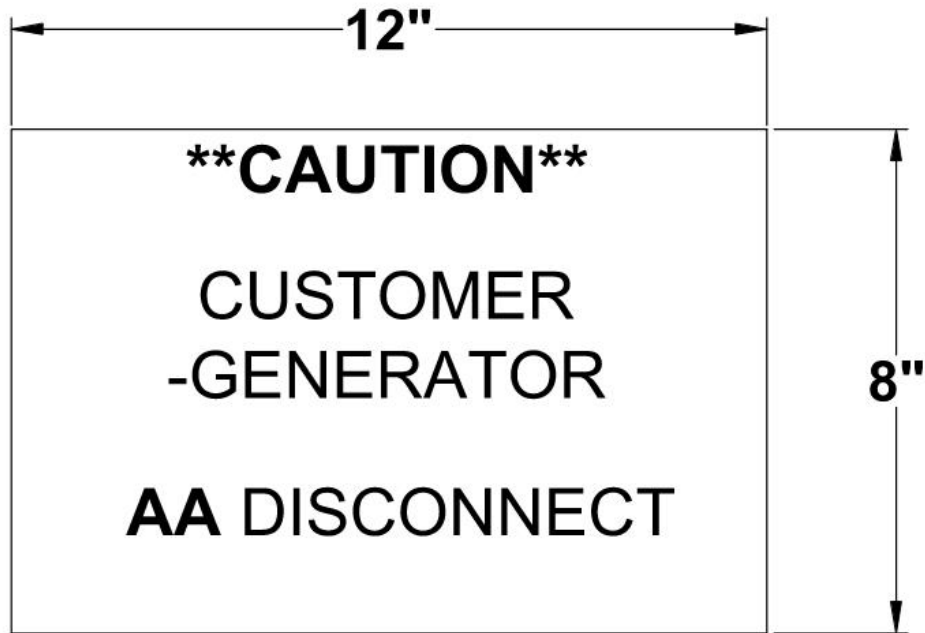 12"
**CAUTION**
CUSTOMER
-GENERATOR
8"
AA DISCONNECT